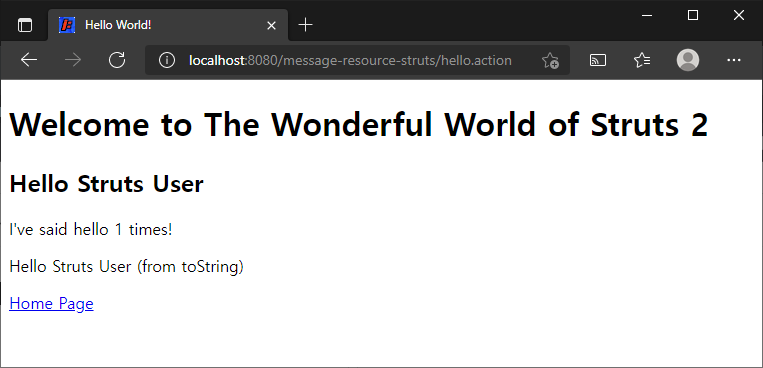 Hello World!
localhost:8080/message-resource-struts/hello.action
Welcome to The Wonderful World of Struts 2
Hello Struts User
I've said hello 1 times!
Hello Struts User (from toString)
Home Page